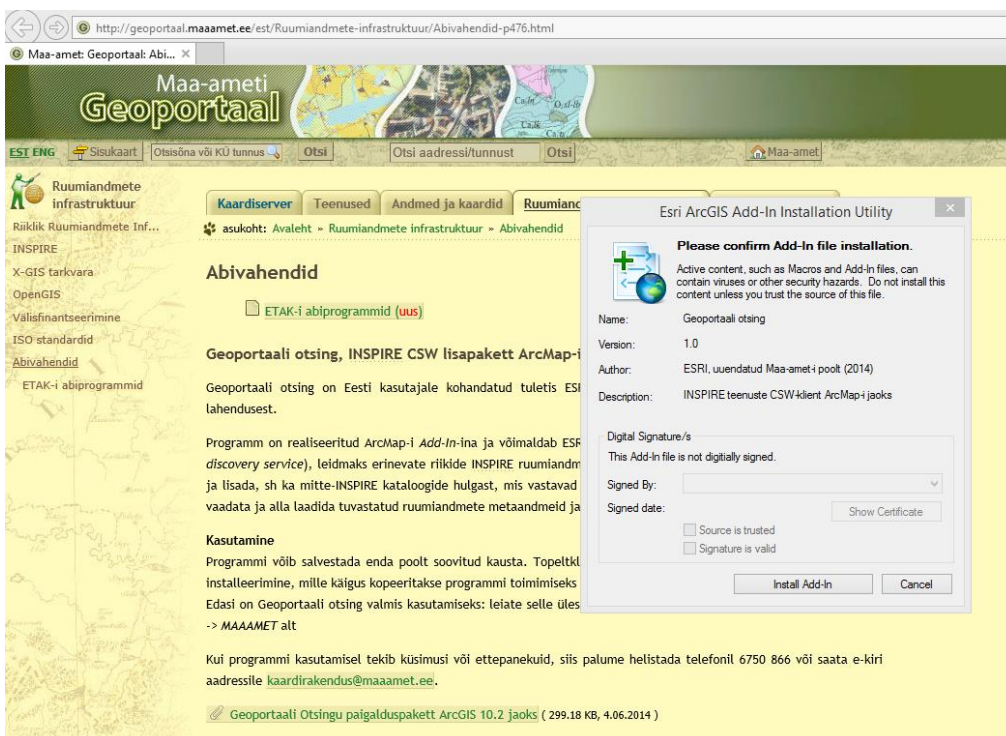 http://geoportaal.maaamet.ee/est/Ruumiandmete-infrastruktuur/Abivahendid-p476.html
Maa-amet: Geoportaal: Abi...
Maa-ameti
Geoportaal
EST ENG
Sisukaart
Otsisõna või KÜ tunnus
Otsi
Otsi aadressi/tunnust
Otsi
Maa-amet
Ruumiandmete
infrastruktuur
Riiklik Ruumiandmete Inf...
INSPIRE
X-GIS tarkvara
OpenGIS
Välisfinantseerimine
ISO standardid
Abivahendid
ETAK-i abiprogrammid
Kaardiserver
Teenused
Andmed ja kaardid
Ruumiand
asukoht: Avaleht » Ruumiandmete infrastruktuur » Abivahendid
Abivahendid
ETAK-i abiprogrammid (uus)
Geoportaali otsing, INSPIRE CSW lisapakett ArcMap-i
Geoportaali otsing on Eesti kasutajale kohandatud tuletis ESR
lahendusest.
Programm on realiseeritud ArcMap-i Add-In-ina ja võimaldab ESR
discovery service), leidmaks erinevate riikide INSPIRE ruumiandm
ja lisada, sh ka mitte-INSPIRE kataloogide hulgast, mis vastavad
vaadata ja alla laadida tuvastatud ruumiandmete metaandmeid ja
Kasutamine
Programmi võib salvestada enda poolt soovitud kausta. Topeltkl
installeerimine, mille käigus kopeeritakse programmi toimimiseks
Edasi on Geoportaali otsing valmis kasutamiseks: leiate selle üles
-> MAAAMET alt
Kui programmi kasutamisel tekib küsimusi või ettepanekuid, siis palume helistada telefonil 6750 866 või saata e-kiri
aadressile kaardirakendus@maaamet.ee.
Geoportaali Otsingu paigalduspakett ArcGIS 10.2 jaoks ( 299.18 KB, 4.06.2014 )
Esri ArcGIS Add-In Installation Utility
Please confirm Add-In file installation.
Active content, such as Macros and Add-In files, can
contain viruses or other security hazards. Do not install this
content unless you trust the source of this file.
Name: Geoportaali otsing
Version: 1.0
Author: ESRI, uuendatud Maa-amet-i poolt (2014)
Description: INSPIRE teenuste CSW-klient ArcMap-i jaoks
Digital Signature/s
This Add-In file is not digitially signed.
Signed By:
Signed date:
Show Certificate
Source is trusted
Signature is valid
Install Add-In
Cancel